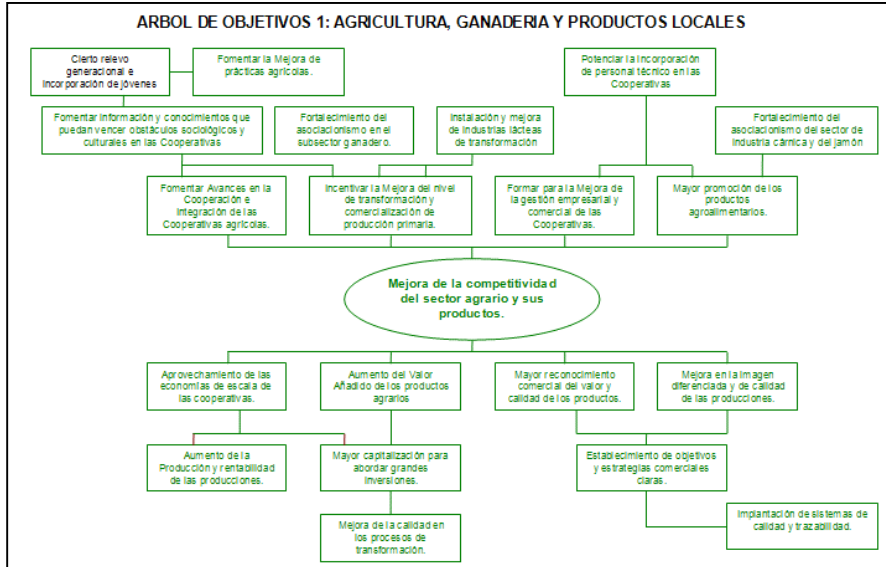 ARBOL DE OBJETIVOS 1: AGRICULTURA, GANADERIA Y PRODUCTOS LOCALES
Cierto relevo
generacional e
Incorporación de jóvenes
Fomentar la Mejora de
prácticas agrícolas.
Potenciar la Incorporación
de personal técnico en las
Cooperativas
Fomentar Información y conocimientos que
puedan vencer obstáculos sociológicos y
culturales en las Cooperativas
Fortalecimiento del
asociacionismo en el
subsector ganadero.
Instalación y mejora
de Industrias lácteas
de transformación
Fortalecimiento del
asociacionismo del sector de
Industria cárnica y del jamón
Fomentar Avances en la
Cooperación e
Integración de las
Cooperativas agrícolas.
Incentivar la Mejora del nivel
de transformación y
comercialización de
producción primaria.
Formar para la Mejora de
la gestión empresarial y
comercial de las
Cooperativas.
Mayor promoción de los
productos
agroalimentarios.
Mejora de la competitividad
del sector agrario y sus
productos.
Aprovechamiento de las
economías de escala de
las cooperativas.
Aumento del Valor
Añadido de los productos
agrarios
Mayor reconocimiento
comercial del valor y
calidad de los productos.
Mejora en la Imagen
diferenciada y de calidad
de las producciones.
Aumento de la
Producción y rentabilidad
de las producciones.
Mayor capitalización para
abordar grandes
Inversiones.
Establecimiento de objetivos
y estrategias comerciales
claras.
Mejora de la calidad en
los procesos de
transformación.
Implantación de sistemas de
calidad y trazabilidad.